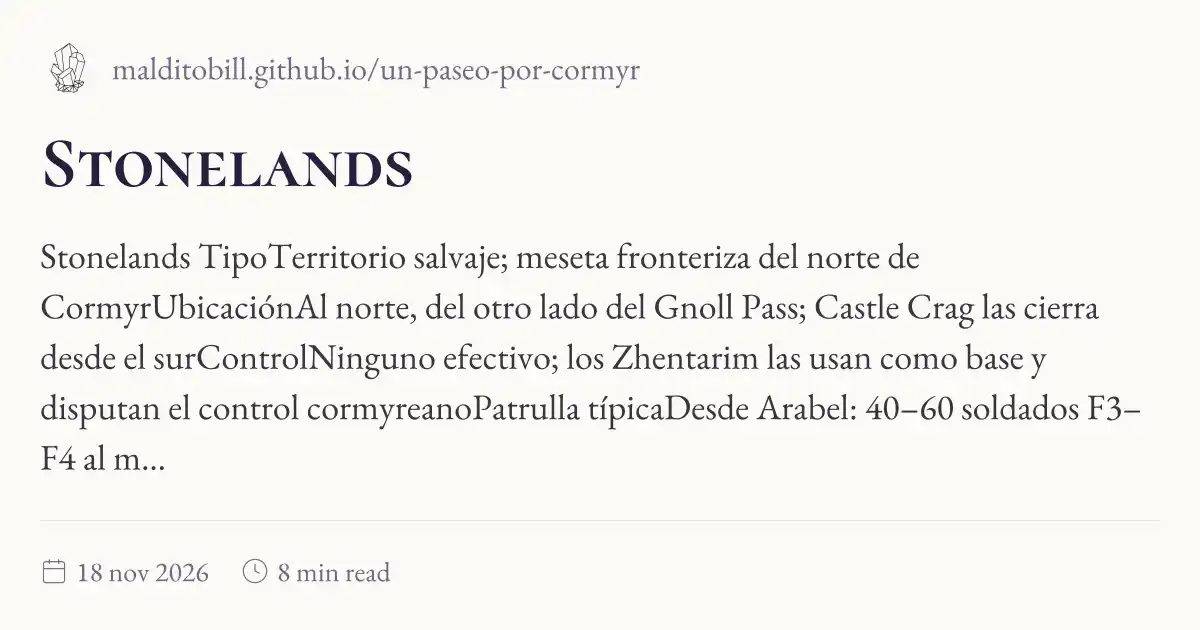 malditobill.github.io/un-paseo-por-cormyr
Stonelands
Stonelands TipoTerritorio salvaje; meseta fronteriza del norte de
CormyrUbicaciónAl norte, del otro lado del Gnoll Pass; Castle Crag las cierra
desde el surControlNinguno efectivo; los Zhentarim las usan como base y
disputan el control cormyreanoPatrulla típicaDesde Arabel: 40–60 soldados F3–
F4 al m...
18 nov 2026 8 min read